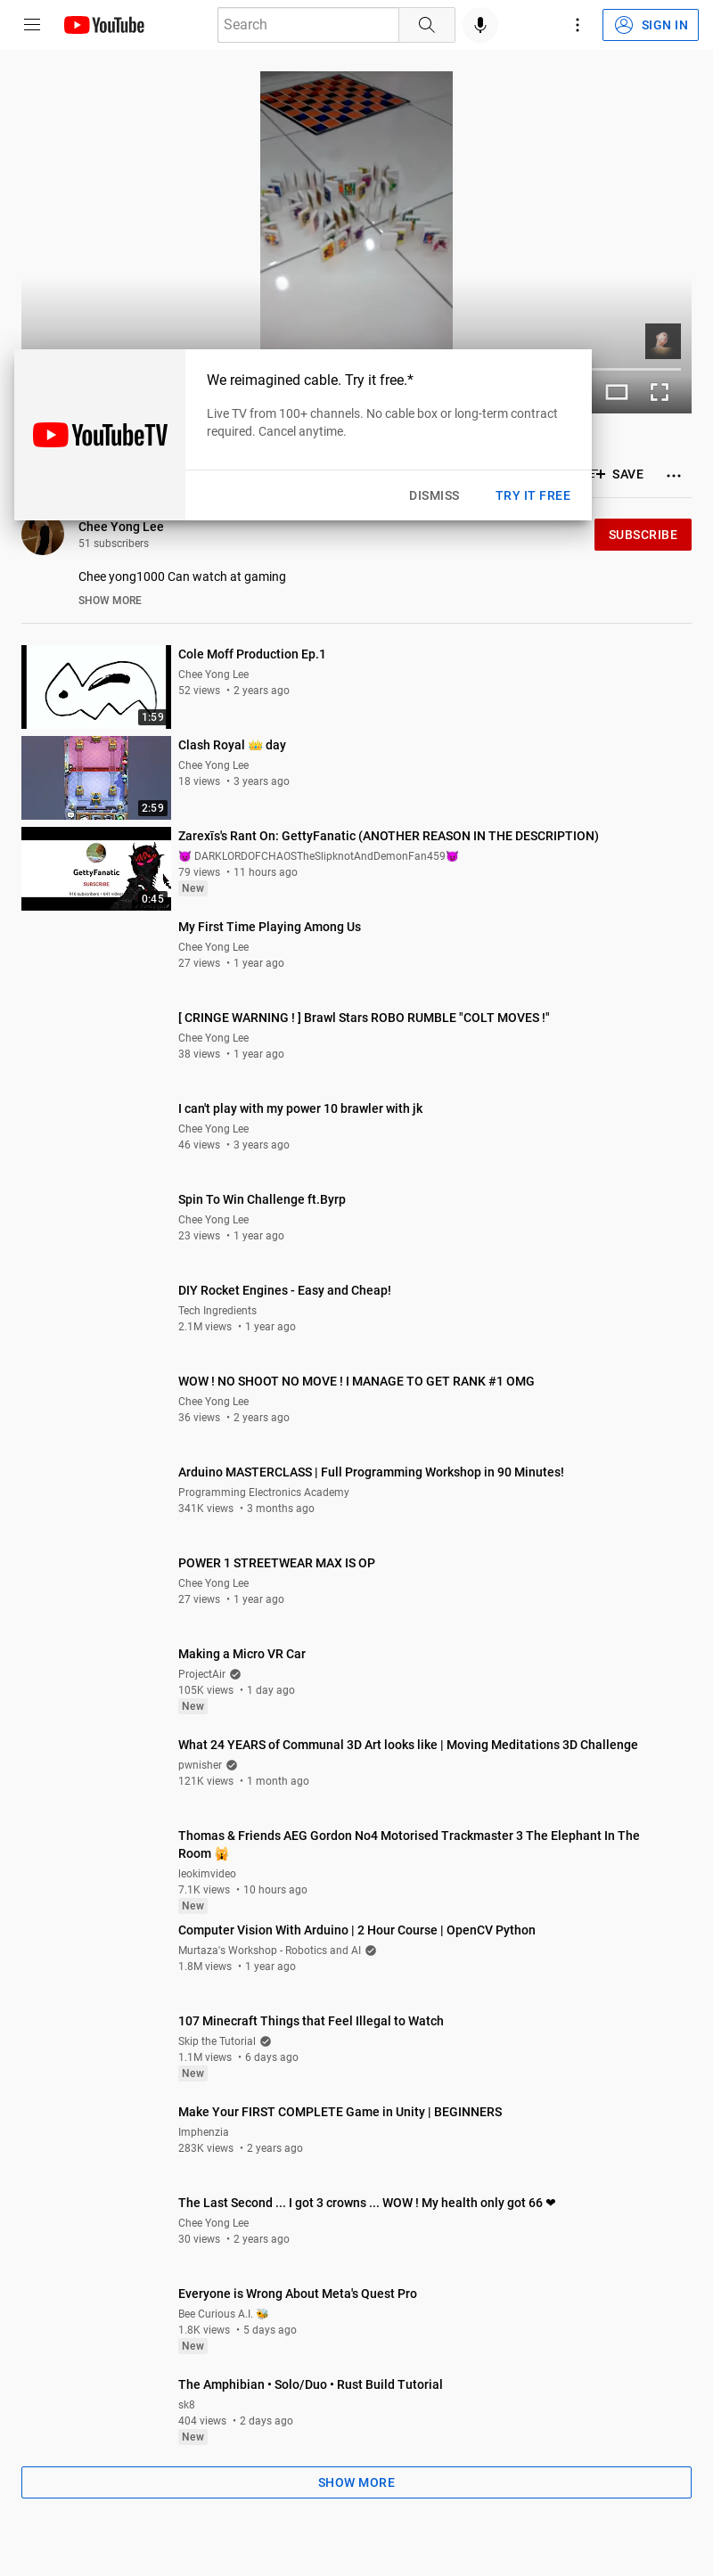 YouTube
Search
SIGN IN
We reimagined cable. Try it free.*
Live TV from 100+ channels. No cable box or long-term contract
required. Cancel anytime.
YouTubeTV
DISMISS
TRY IT FREE
SAVE
Chee Yong Lee
51 subscribers
SUBSCRIBE
Chee yong1000 Can watch at gaming
SHOW MORE
Cole Moff Production Ep.1
Chee Yong Lee
52 views • 2 years ago
1:59
Clash Royal 👑 day
Chee Yong Lee
18 views • 3 years ago
2:59
Zarexïs's Rant On: GettyFanatic (ANOTHER REASON IN THE DESCRIPTION)
😈 DARKLORDOFCHAOSTheSlipknotAndDemonFan459😈
79 views • 11 hours ago
New
GettyFanatic
SUBSCRIBE
0:45
My First Time Playing Among Us
Chee Yong Lee
27 views • 1 year ago
[ CRINGE WARNING ! ] Brawl Stars ROBO RUMBLE "COLT MOVES !"
Chee Yong Lee
38 views • 1 year ago
I can't play with my power 10 brawler with jk
Chee Yong Lee
46 views • 3 years ago
Spin To Win Challenge ft.Byrp
Chee Yong Lee
23 views • 1 year ago
DIY Rocket Engines - Easy and Cheap!
Tech Ingredients
2.1M views • 1 year ago
WOW ! NO SHOOT NO MOVE ! I MANAGE TO GET RANK #1 OMG
Chee Yong Lee
36 views • 2 years ago
Arduino MASTERCLASS | Full Programming Workshop in 90 Minutes!
Programming Electronics Academy
341K views • 3 months ago
POWER 1 STREETWEAR MAX IS OP
Chee Yong Lee
27 views • 1 year ago
Making a Micro VR Car
ProjectAir
105K views • 1 day ago
New
What 24 YEARS of Communal 3D Art looks like | Moving Meditations 3D Challenge
pwnisher
121K views • 1 month ago
Thomas & Friends AEG Gordon No4 Motorised Trackmaster 3 The Elephant In The
Room 🙀
leokimvideo
7.1K views • 10 hours ago
New
Computer Vision With Arduino | 2 Hour Course | OpenCV Python
Murtaza's Workshop - Robotics and AI
1.8M views • 1 year ago
107 Minecraft Things that Feel Illegal to Watch
Skip the Tutorial
1.1M views • 6 days ago
New
Make Your FIRST COMPLETE Game in Unity | BEGINNERS
Imphenzia
283K views • 2 years ago
The Last Second ... I got 3 crowns ... WOW ! My health only got 66 ❤
Chee Yong Lee
30 views • 2 years ago
Everyone is Wrong About Meta's Quest Pro
Bee Curious A.I. 🐝
1.8K views • 5 days ago
New
The Amphibian • Solo/Duo • Rust Build Tutorial
sk8
404 views • 2 days ago
New
SHOW MORE